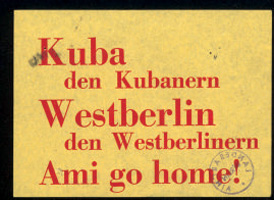 Kuba
den Kubanern
Westberlin
den Westberlinern
Ami go home!